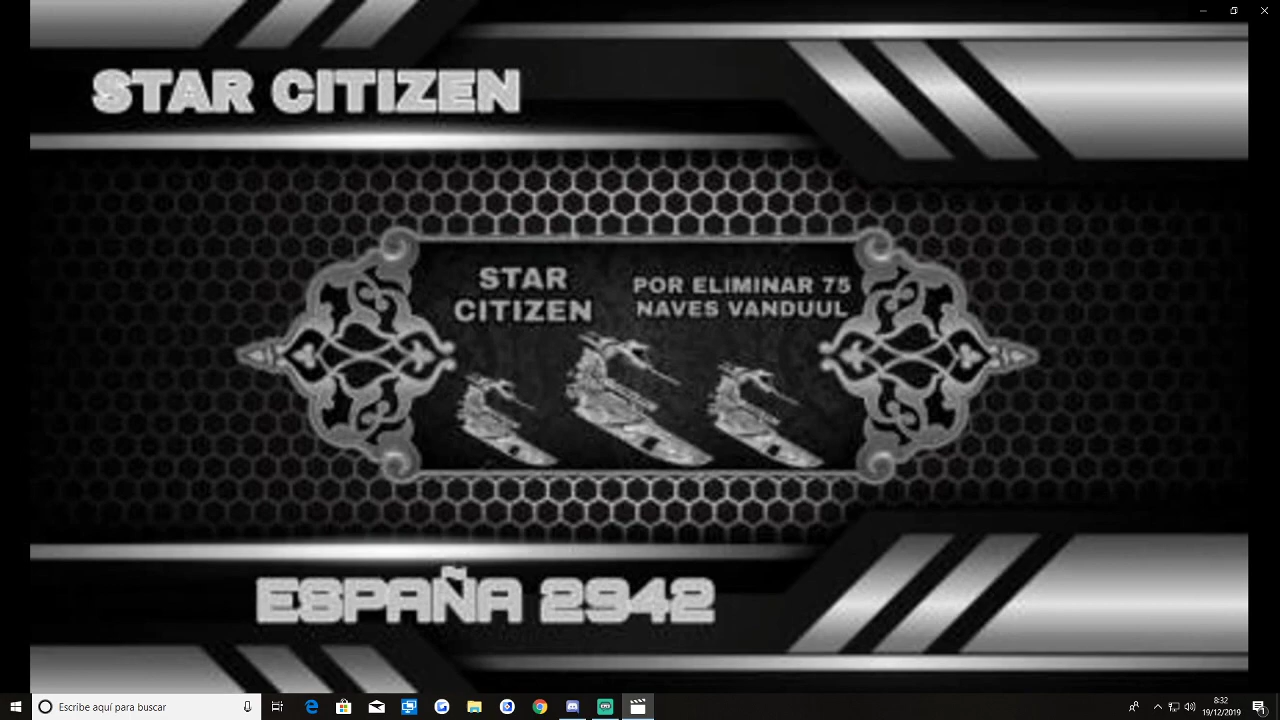 STAR CITIZEN
STAR
CITIZEN
POR ELIMINAR 75
NAVES VANDUUL
ESPAÑA 2942
Escribe aquí para buscar
8:32
19/12/2019